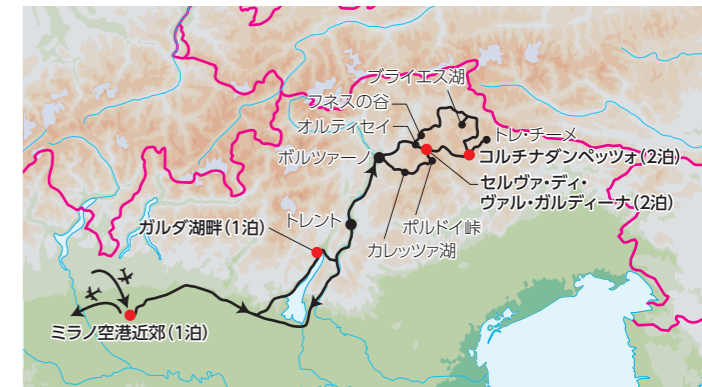 ブライエス湖
フネスの谷
オルティセイ
トレ・チーメ
ボルツァーノ
コルチナダンペッツォ(2泊)
セルヴァ・ディ・
ヴァル・ガルディーナ(2泊)
トレント
ポルドイ峠
ガルダ湖畔(1泊)
カレッツァ湖
ミラノ空港近郊(1泊)